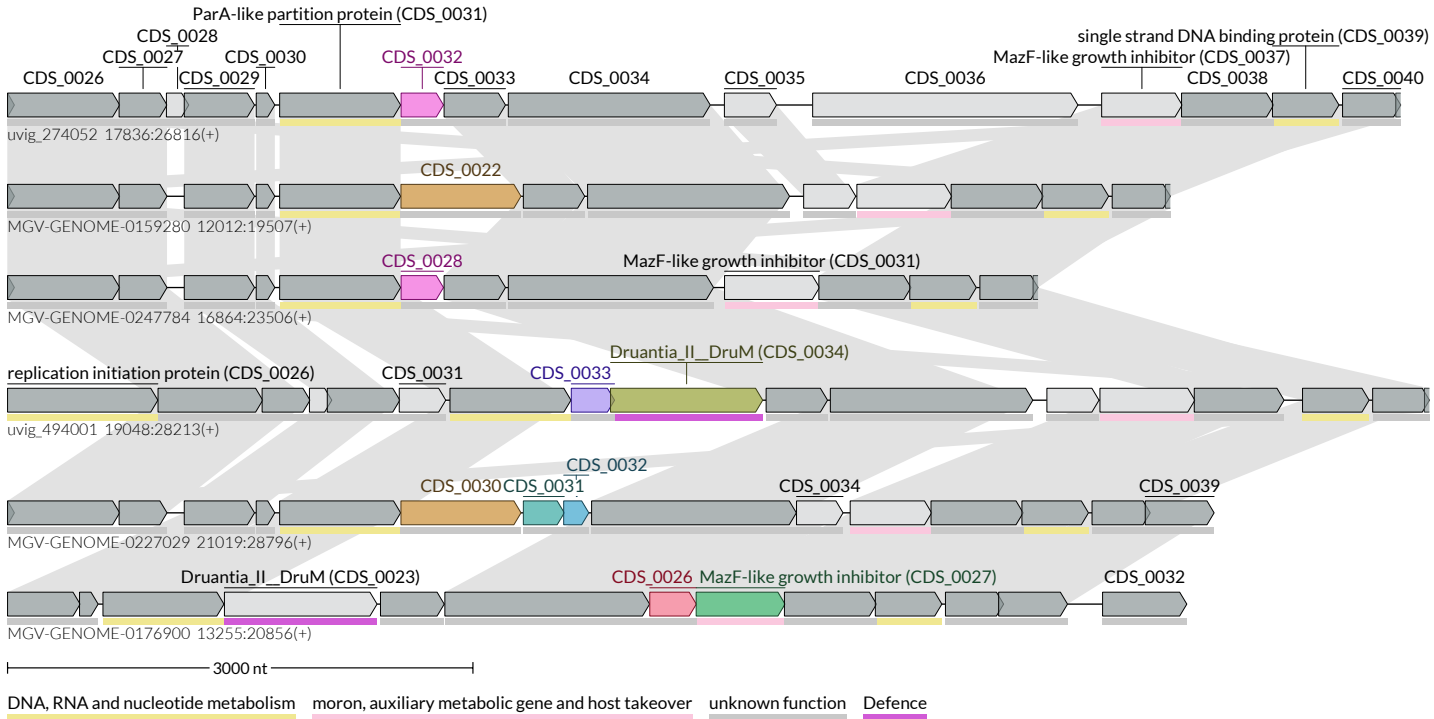 ParA-like partition protein (CDS_0031)
CDS_0028
single strand DNA binding protein (CDS_0039)
CDS_0027 CDS_0030 CDS_0032 MazF-like growth inhibitor (CDS_0037)
CDS_0026 CDS_0029 CDS_0033 CDS_0034 CDS_0035 CDS_0036 CDS_0038 CDS_0040
uvig_274052 17836:26816(+)
CDS_0022
MGV-GENOME-0159280 12012:19507(+)
CDS_0028 MazF-like growth inhibitor (CDS_0031)
MGV-GENOME-0247784 16864:23506(+)
Druantia_II__DruM (CDS_0034)
replication initiation protein (CDS_0026) CDS_0031 CDS_0033
uvig_494001 19048:28213(+)
CDS_0032
CDS_0030 CDS_0031 CDS_0034 CDS_0039
MGV-GENOME-0227029 21019:28796(+)
Druantia_II__DruM (CDS_0023) CDS_0026 MazF-like growth inhibitor (CDS_0027) CDS_0032
MGV-GENOME-0176900 13255:20856(+)
3000 nt
DNA, RNA and nucleotide metabolism moron, auxiliary metabolic gene and host takeover unknown function Defence